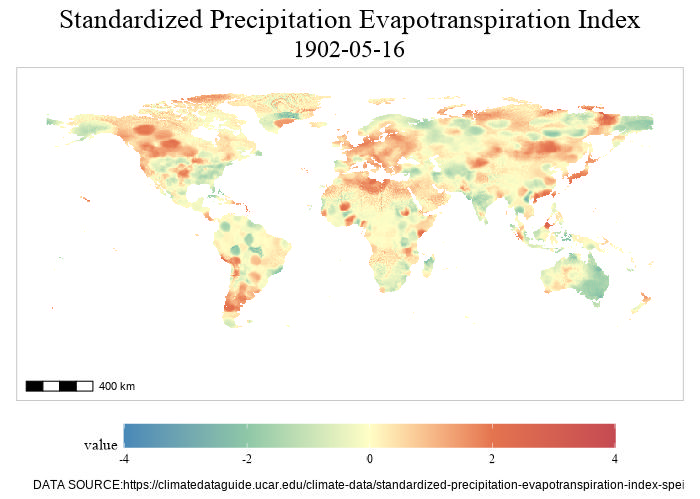 Standardized Precipitation Evapotranspiration Index
1902-05-16
400 km
value
-4 -2 0 2 4
DATA SOURCE:https://climatedataguide.ucar.edu/climate-data/standardized-precipitation-evapotranspiration-index-spei